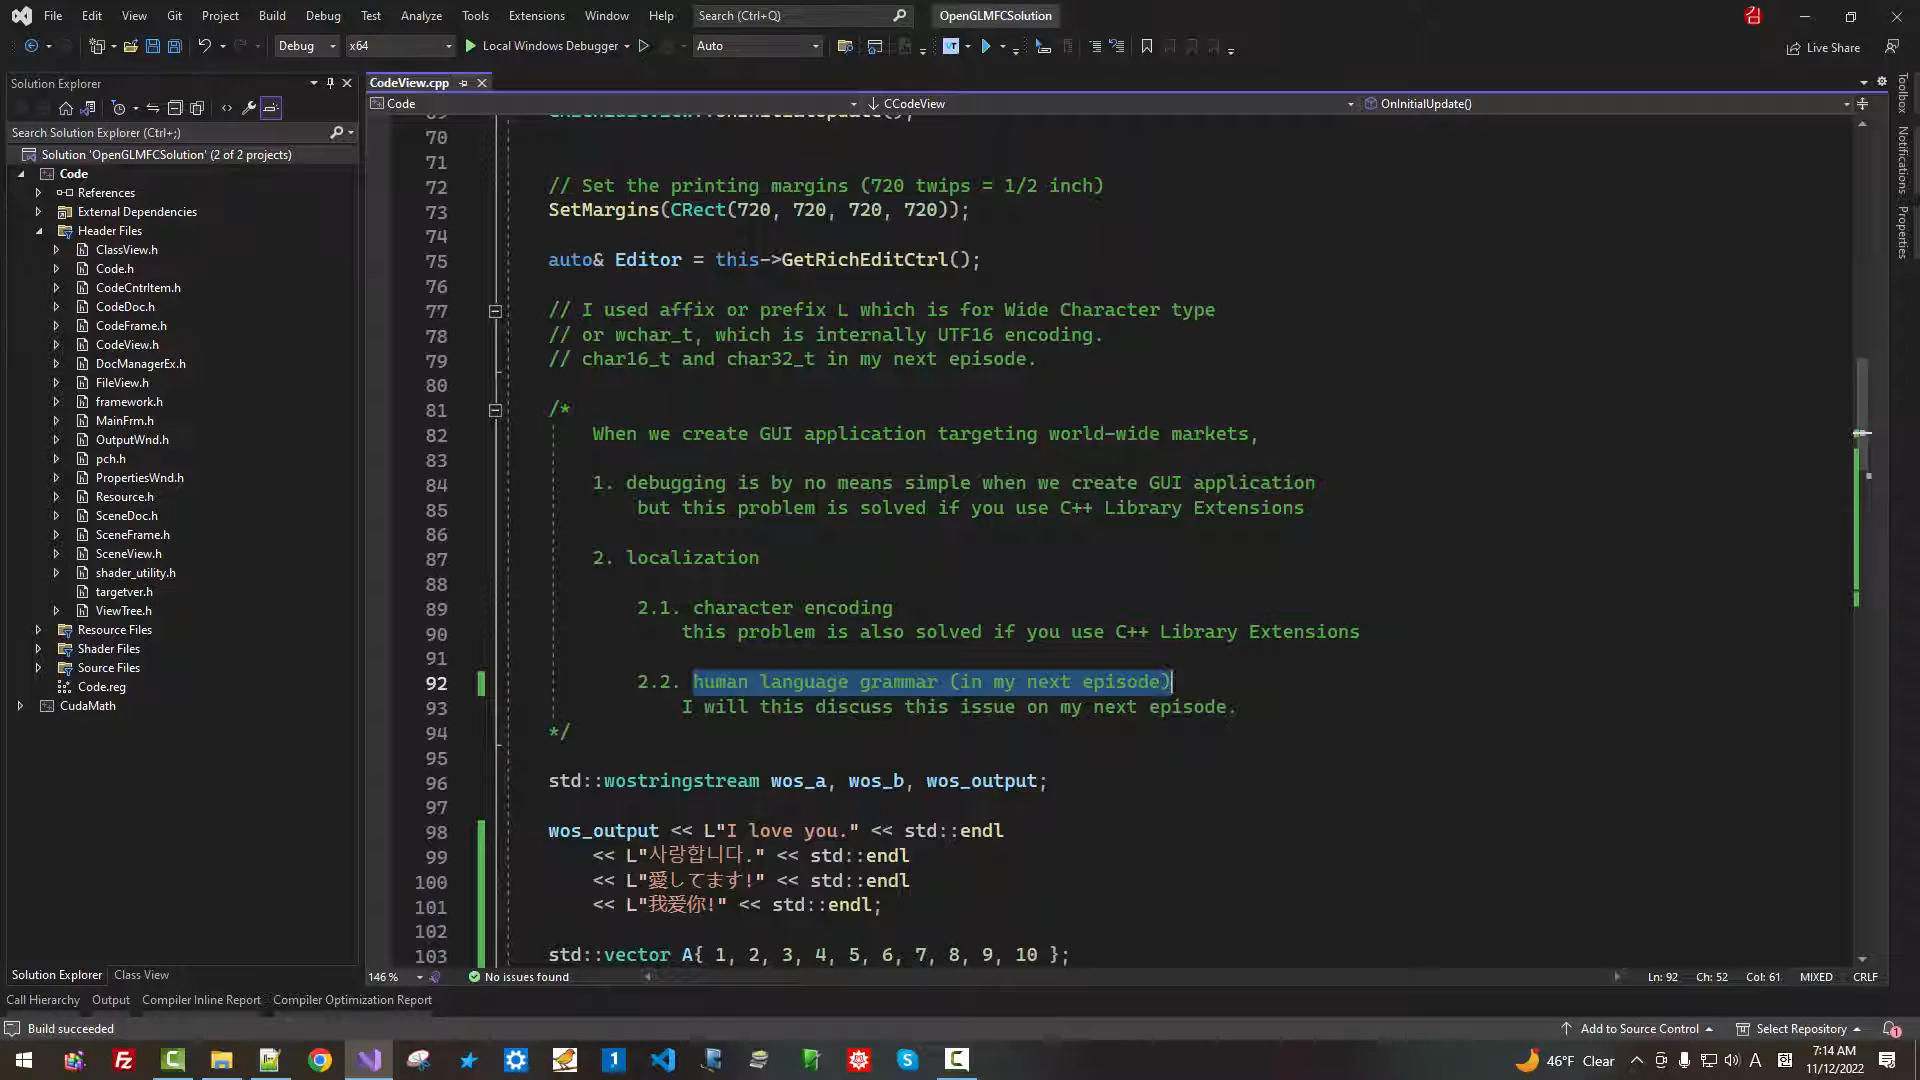 File Edit View Git Project Build Debug Test Analyze Tools Extensions Window Help Search (Ctrl+Q) OpenGLMFCSolution
Debug x64 Local Windows Debugger Auto Live Share
Solution Explorer
Search Solution Explorer (Ctrl+;)
Solution 'OpenGLMFCSolution' (2 of 2 projects)
Code
References
External Dependencies
Header Files
ClassView.h
Code.h
CodeCntrItem.h
CodeDoc.h
CodeFrame.h
CodeView.h
DocManagerEx.h
FileView.h
framework.h
MainFrm.h
OutputWnd.h
pch.h
PropertiesWnd.h
Resource.h
SceneDoc.h
SceneFrame.h
SceneView.h
shader_utility.h
targetver.h
ViewTree.h
Resource Files
Shader Files
Source Files
Code.reg
CudaMath
Solution Explorer Class View
CodeView.cpp
Code CCodeView OnInitialUpdate()
70
71
72 // Set the printing margins (720 twips = 1/2 inch)
73 SetMargins(CRect(720, 720, 720, 720));
74
75 auto& Editor = this->GetRichEditCtrl();
76
77 // I used affix or prefix L which is for Wide Character type
78 // or wchar_t, which is internally UTF16 encoding.
79 // char16_t and char32_t in my next episode.
80
81 /*
82 When we create GUI application targeting world-wide markets,
83
84 1. debugging is by no means simple when we create GUI application
85 but this problem is solved if you use C++ Library Extensions
86
87 2. localization
88
89 2.1. character encoding
90 this problem is also solved if you use C++ Library Extensions
91
92 2.2. human language grammar (in my next episode)
93 I will this discuss this issue on my next episode.
94 */
95
96 std::wostringstream wos_a, wos_b, wos_output;
97
98 wos_output << L"I love you." << std::endl
99 << L"사랑합니다." << std::endl
100 << L"愛してます!" << std::endl
101 << L"我爱你!" << std::endl;
102
103 std::vector A{ 1, 2, 3, 4, 5, 6, 7, 8, 9, 10 };
146 % No issues found Ln: 92 Ch: 52 Col: 61 MIXED CRLF
Toolbox
Notifications
Properties
Call Hierarchy Output Compiler Inline Report Compiler Optimization Report
Build succeeded Add to Source Control Select Repository 1
46°F Clear A 7:14 AM
11/12/2022